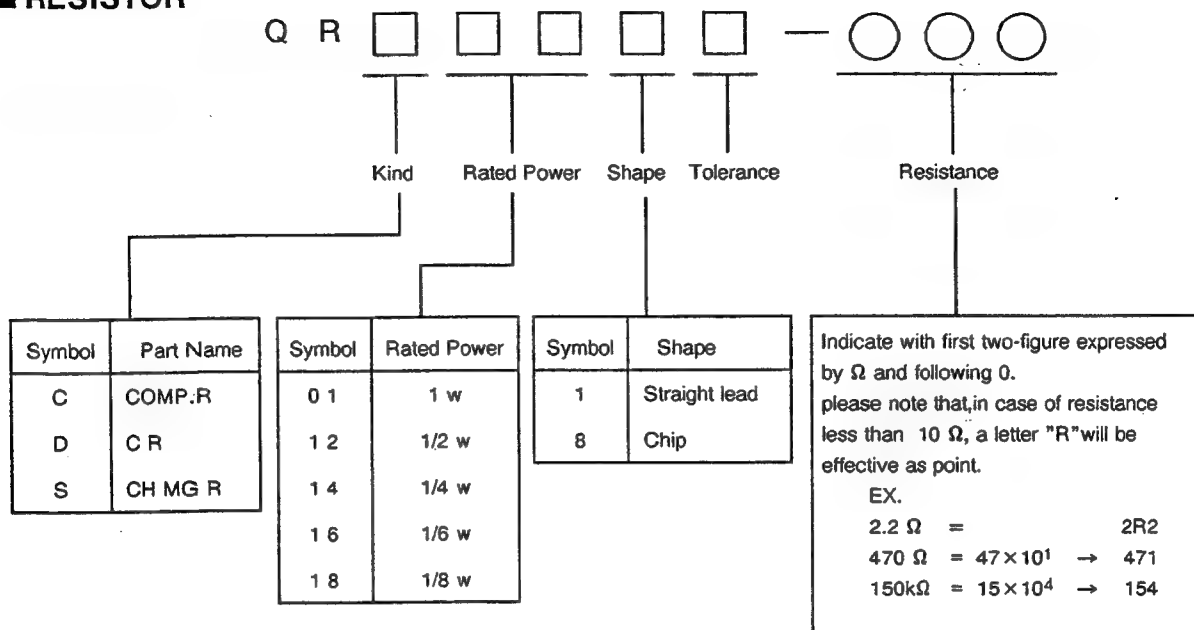 ■ RESISTOR
Q R □ □ □ □ □ — ○ ○ ○
Kind Rated Power Shape Tolerance Resistance
Symbol Part Name
C COMP.R
D C R
S CH MG R
Symbol Rated Power
0 1 1 w
1 2 1/2 w
1 4 1/4 w
1 6 1/6 w
1 8 1/8 w
Symbol Shape
1 Straight lead
8 Chip
Indicate with first two-figure expressed
by Ω and following 0.
please note that,in case of resistance
less than 10 Ω, a letter "R"will be
effective as point.
EX.
2.2 Ω = 2R2
470 Ω = 47×10¹ → 471
150kΩ = 15×10⁴ → 154